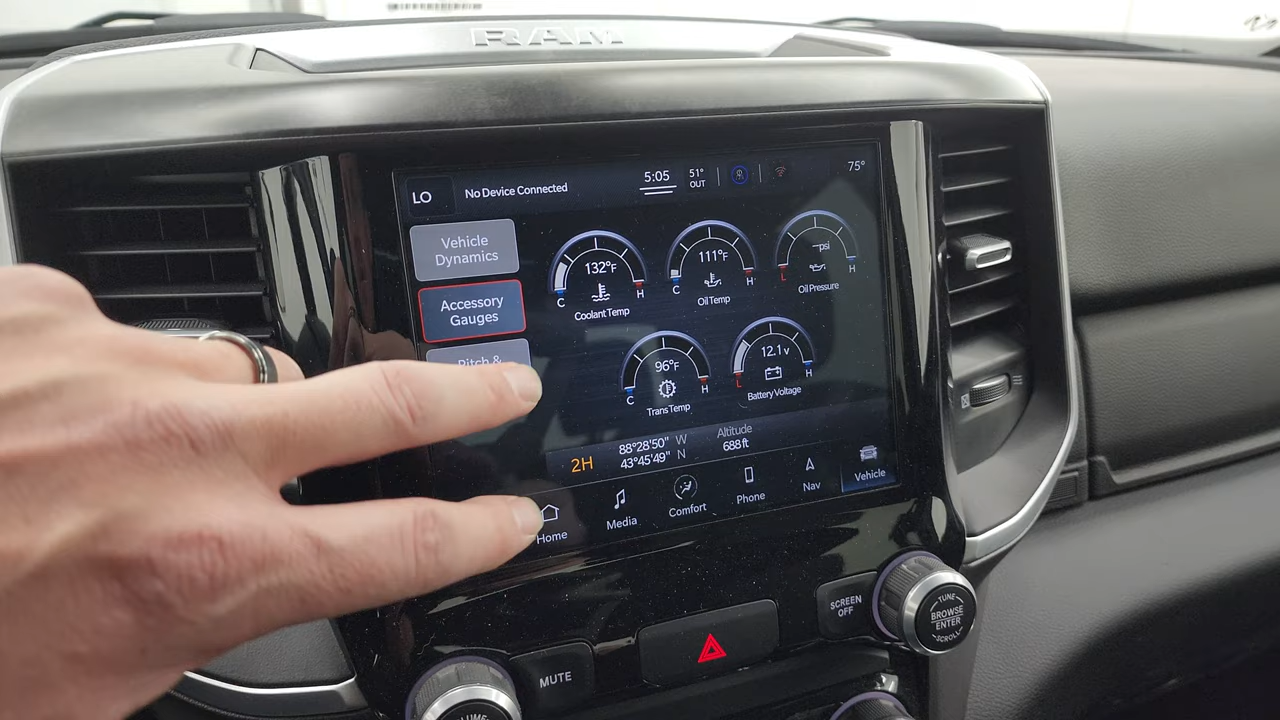 RAM
LO
No Device Connected
5:05
51°
OUT
75°
Vehicle
Dynamics
Accessory
Gauges
Pitch &
132°F
C
H
Coolant Temp
111°F
C
H
Oil Temp
--psi
L
H
Oil Pressure
96°F
C
H
Trans Temp
12.1 v
L
H
Battery Voltage
2H
88°28'50" W
43°45'49" N
Altitude
688 ft
Home
Media
Comfort
Phone
Nav
Vehicle
SCREEN
OFF
TUNE
BROWSE
ENTER
SCROLL
MUTE